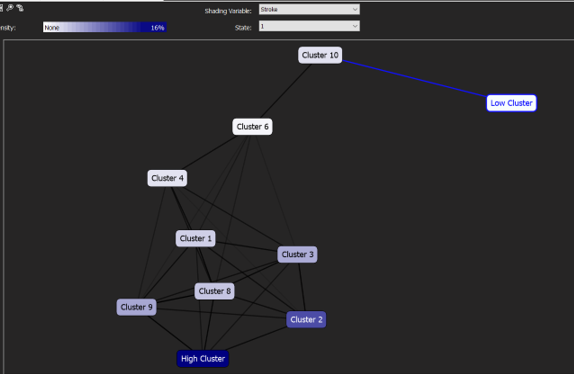 Shading Variable: Stroke
nsity: None 16% State: 1
Cluster 10
Low Cluster
Cluster 6
Cluster 4
Cluster 1
Cluster 3
Cluster 8
Cluster 9
Cluster 2
High Cluster